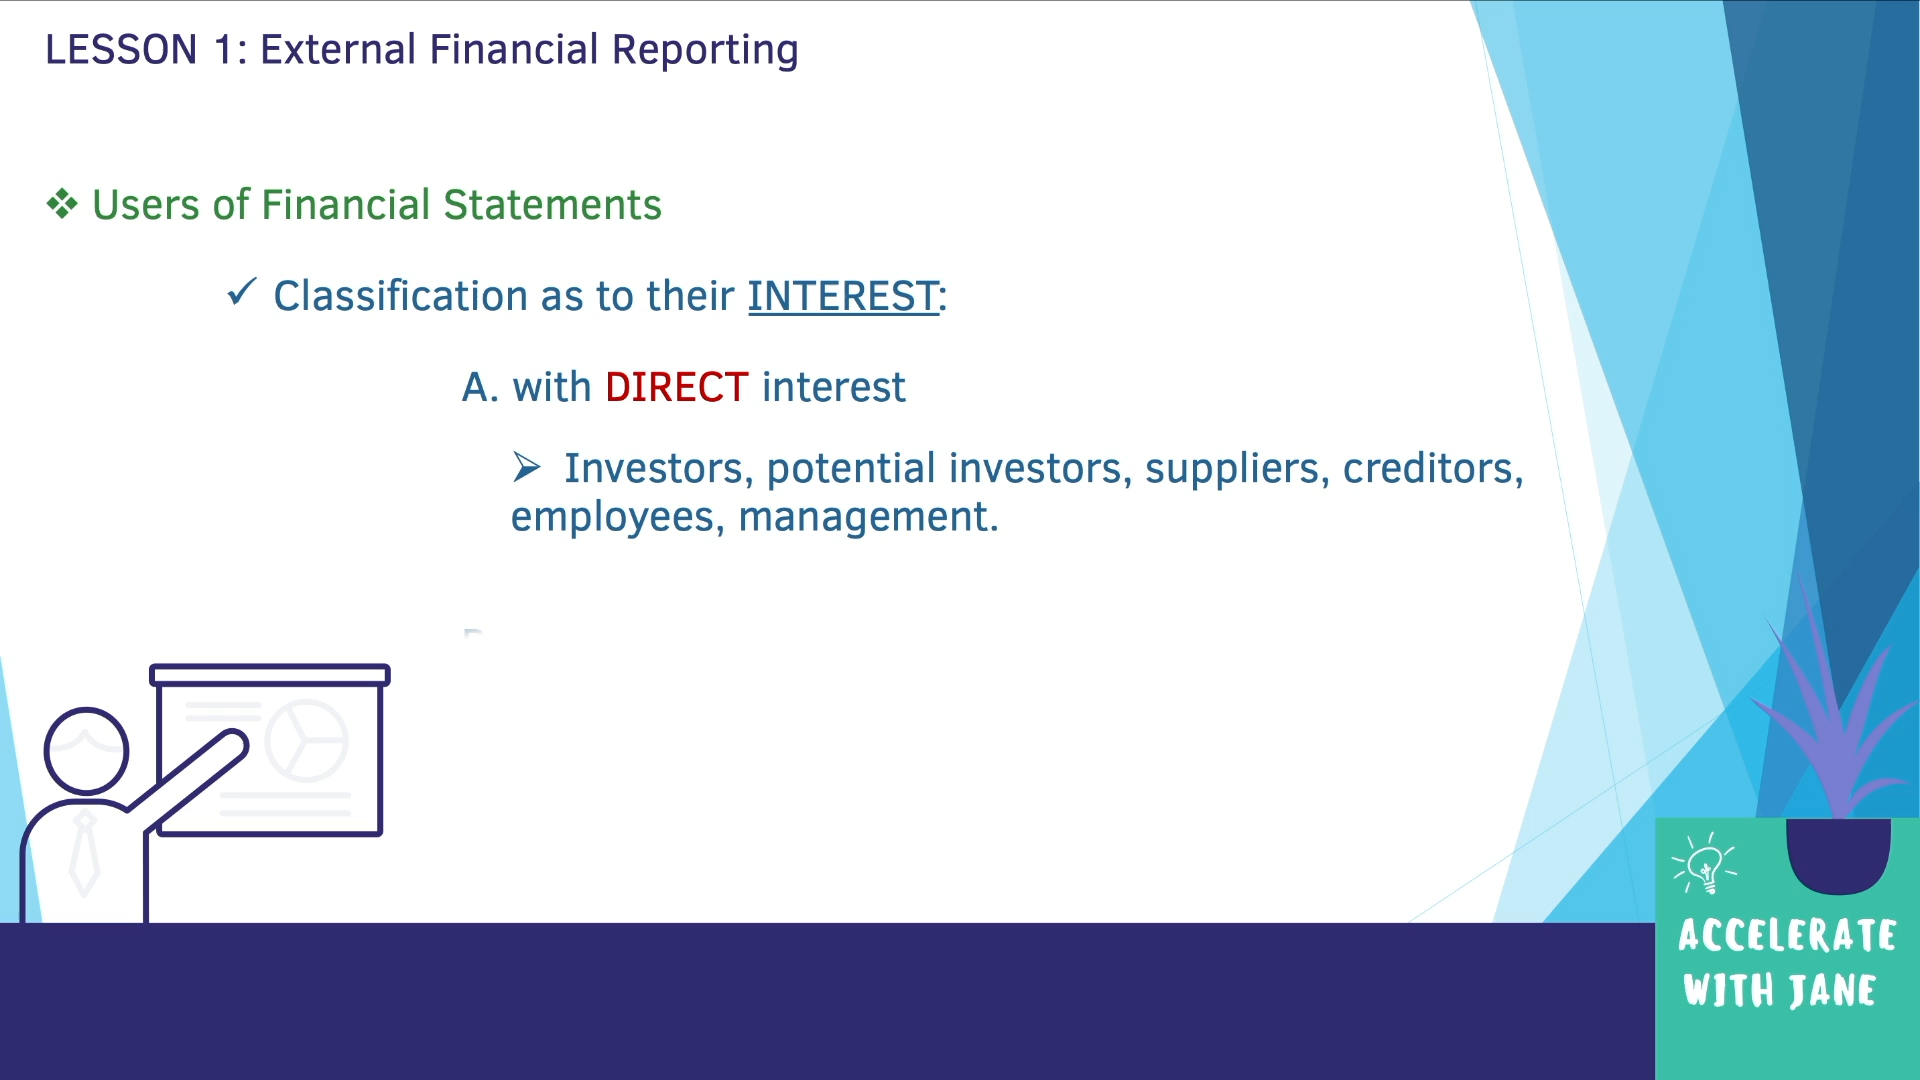 LESSON 1: External Financial Reporting
❖ Users of Financial Statements
✓ Classification as to their INTEREST:
A. with DIRECT interest
➢ Investors, potential investors, suppliers, creditors,
employees, management.
ACCELERATE
WITH JANE